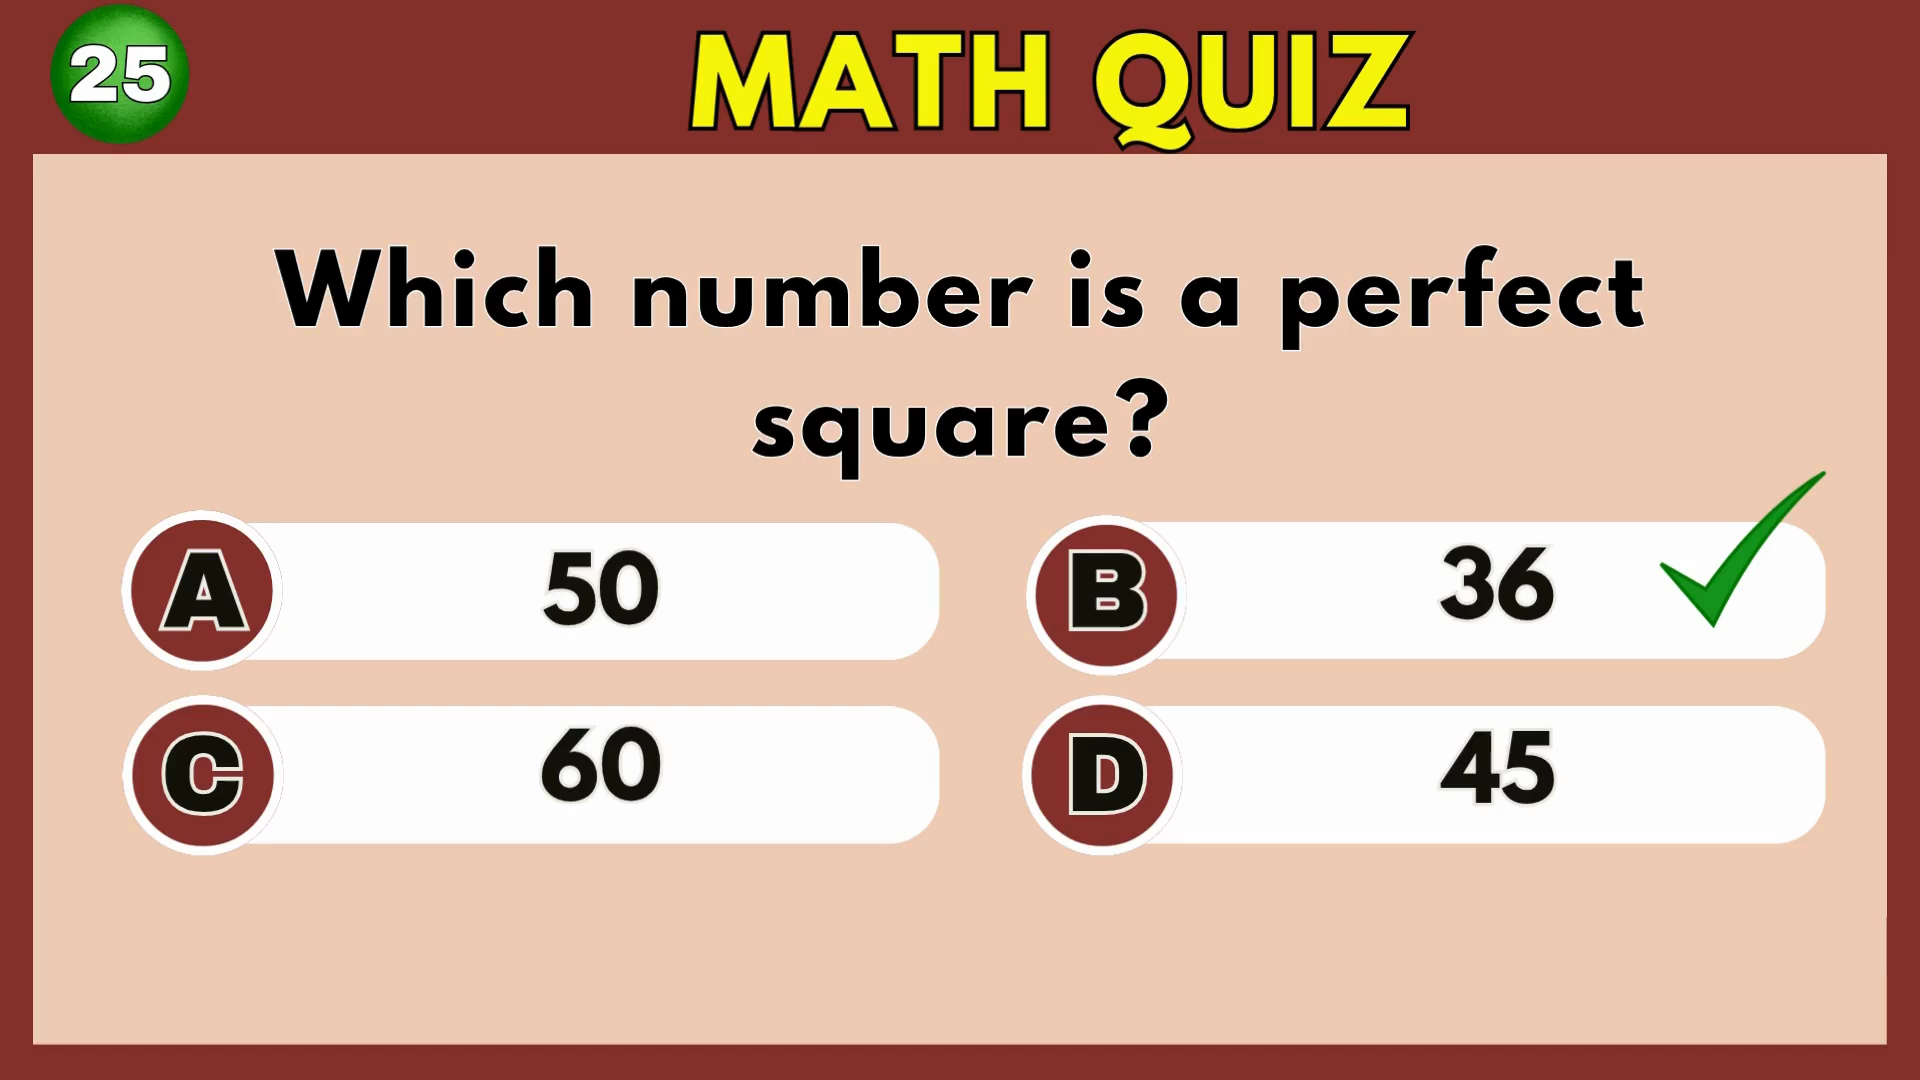 25
MATH QUIZ
Which number is a perfect
square?
A 50
B 36
C 60
D 45